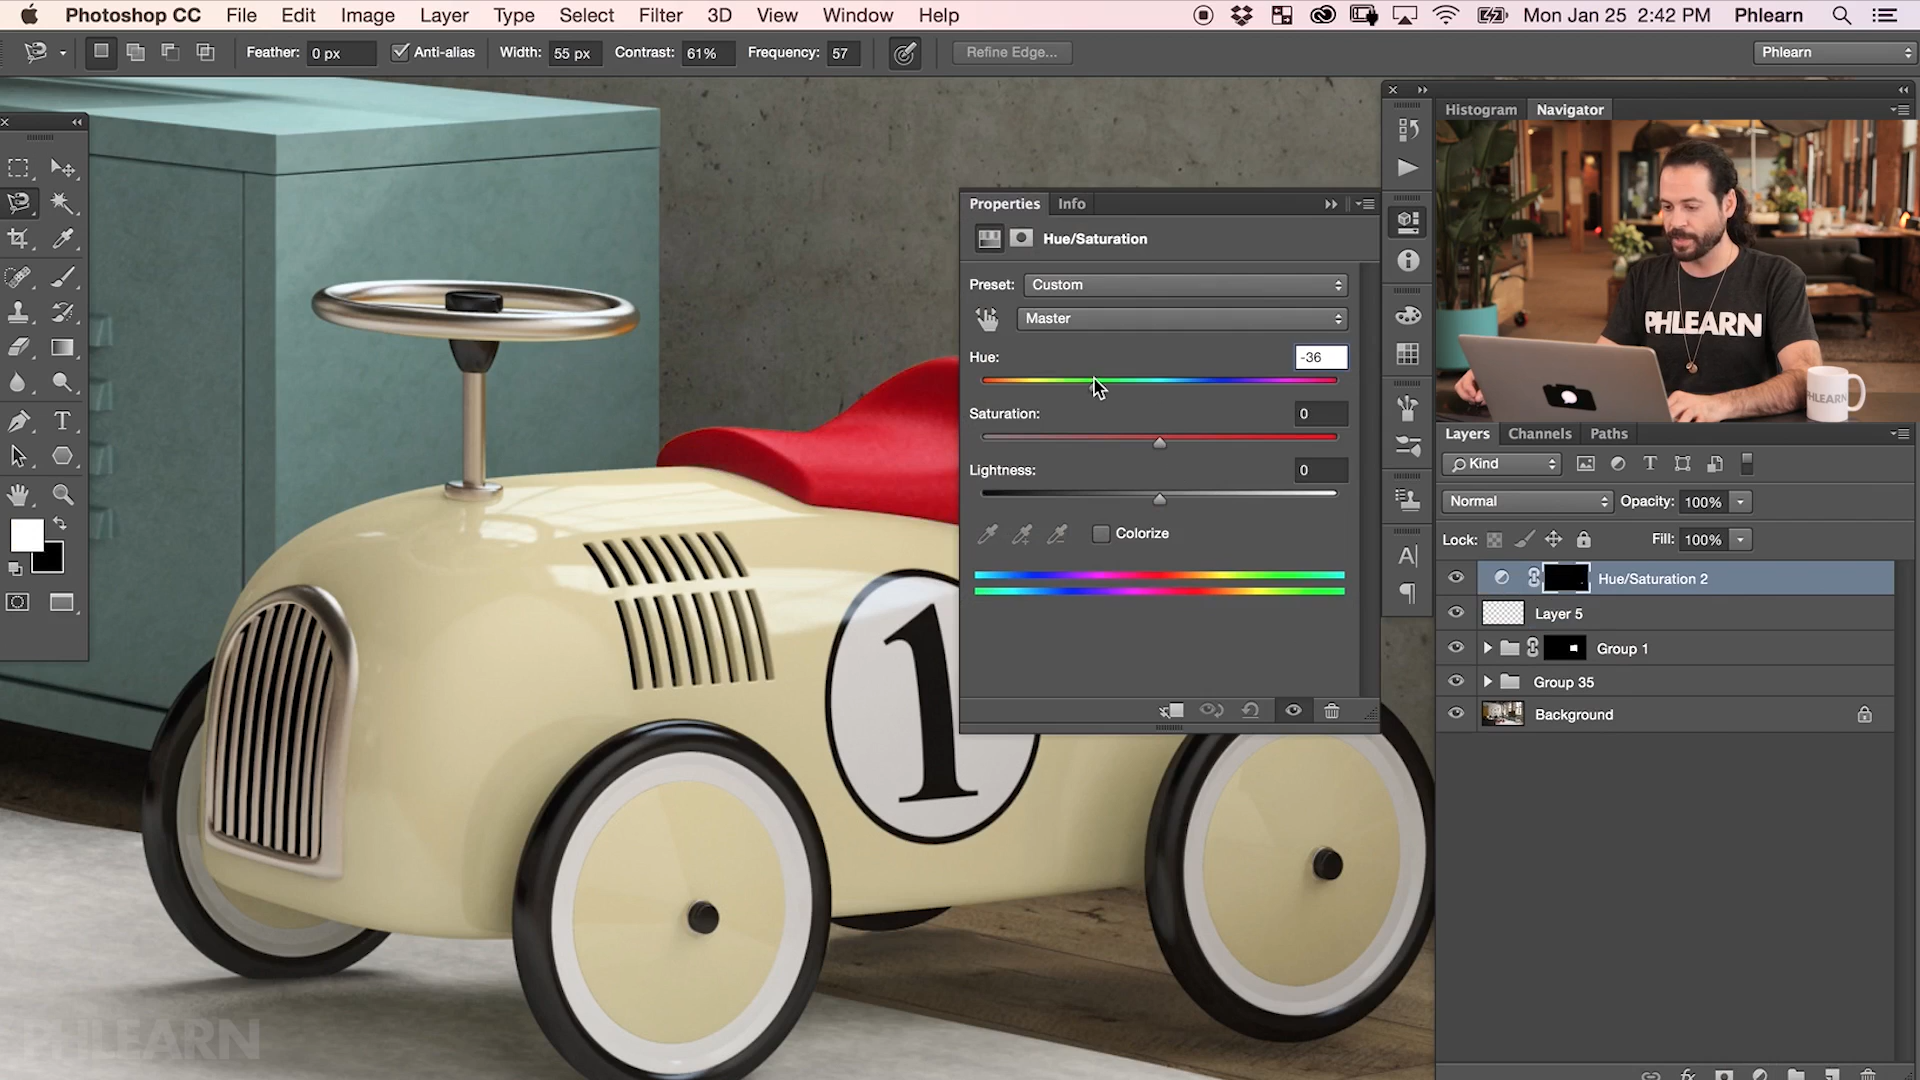 Photoshop CC File Edit Image Layer Type Select Filter 3D View Window Help Mon Jan 25 2:42 PM Phlearn
Feather: 0 px Anti-alias Width: 55 px Contrast: 61% Frequency: 57 Refine Edge... Phlearn
Histogram Navigator
Properties Info
Hue/Saturation
Preset: Custom
Master
Hue: -36
Saturation: 0
Lightness: 0
Colorize
PHLEARN
PHLEARN
Layers Channels Paths
Kind
Normal Opacity: 100%
Lock: Fill: 100%
Hue/Saturation 2
Layer 5
Group 1
Group 35
Background
1
PHLEARN